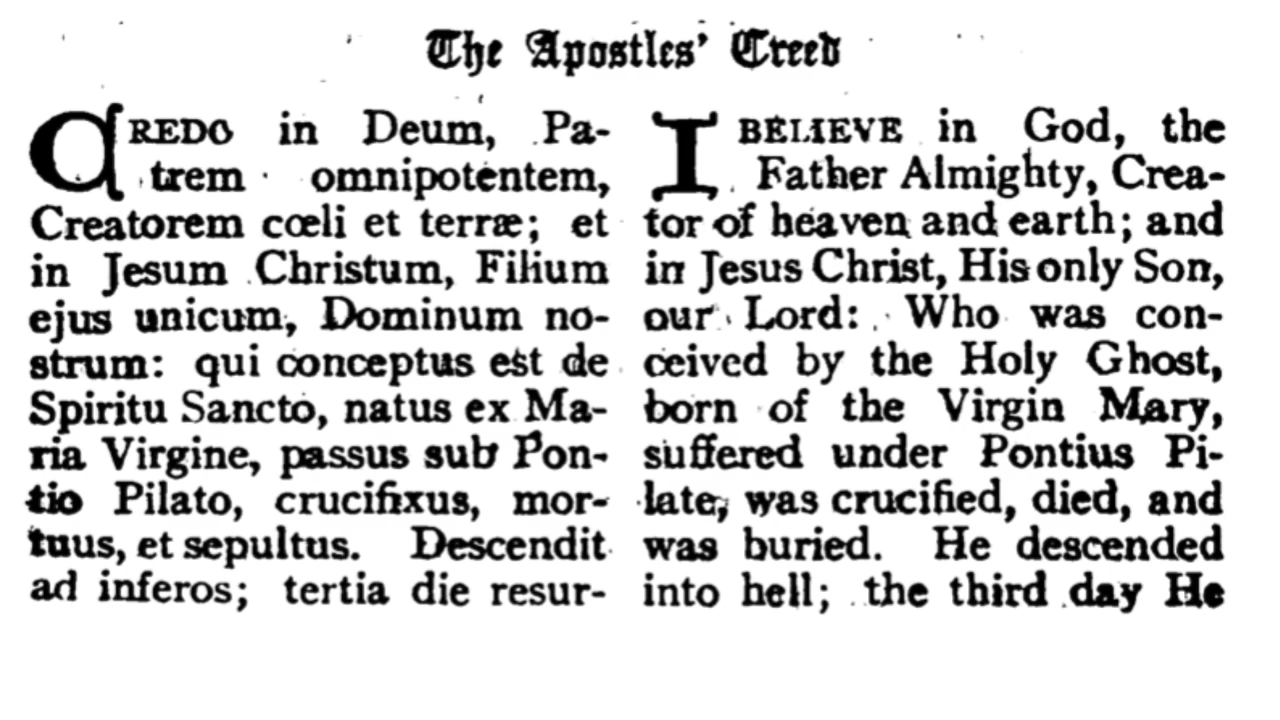 The Apostles' Creed
CREDO in Deum, Pa-
trem omnipotentem,
Creatorem cœli et terræ; et
in Jesum Christum, Filium
ejus unicum, Dominum no-
strum: qui conceptus est de
Spiritu Sancto, natus ex Ma-
ria Virgine, passus sub Pon-
tio Pilato, crucifixus, mor-
tuus, et sepultus. Descendit
ad inferos; tertia die resur-
I BELIEVE in God, the
Father Almighty, Crea-
tor of heaven and earth; and
in Jesus Christ, His only Son,
our Lord: Who was con-
ceived by the Holy Ghost,
born of the Virgin Mary,
suffered under Pontius Pi-
late, was crucified, died, and
was buried. He descended
into hell; the third day He